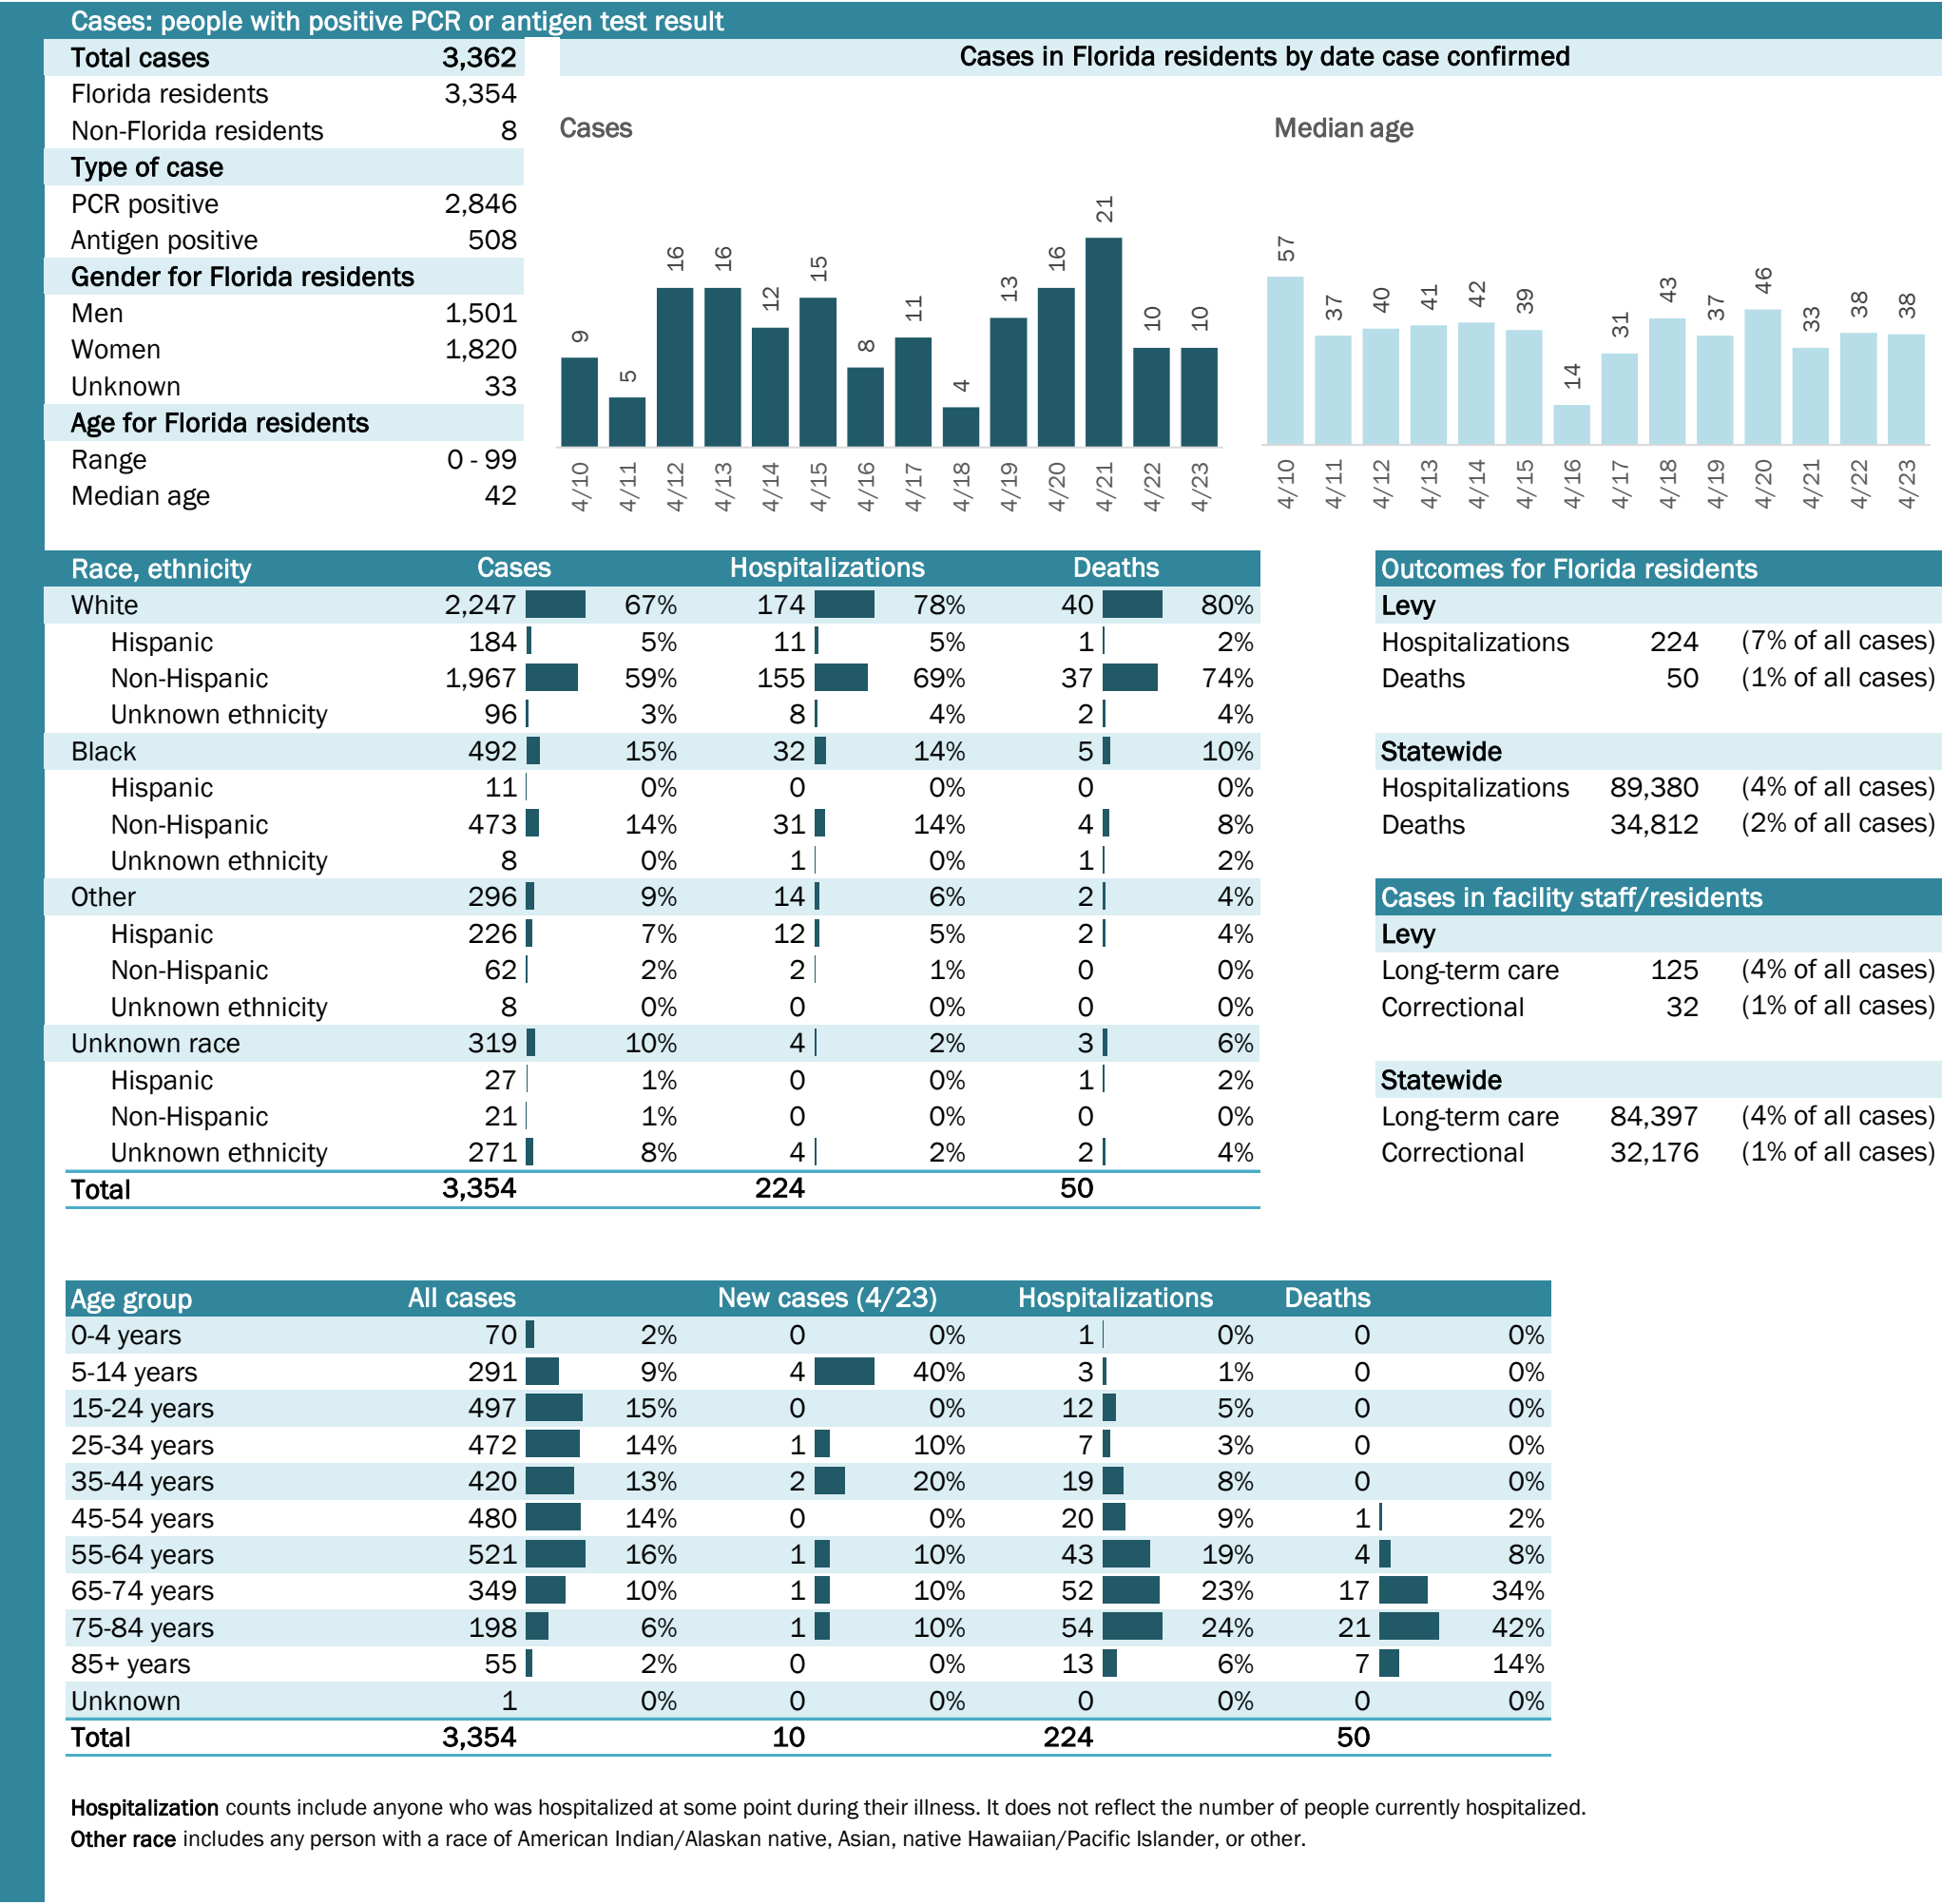 Cases: people with positive PCR or antigen test result
Total cases 3,362
Florida residents 3,354
Non-Florida residents 8
Type of case
PCR positive 2,846
Antigen positive 508
Gender for Florida residents
Men 1,501
Women 1,820
Unknown 33
Age for Florida residents
Range 0 - 99
Median age 42
Cases in Florida residents by date case confirmed
Cases
9 5 16 16 12 15 8 11 4 13 16 21 10 10
4/10 4/11 4/12 4/13 4/14 4/15 4/16 4/17 4/18 4/19 4/20 4/21 4/22 4/23
Median age
57 37 40 41 42 39 14 31 43 37 46 33 38 38
4/10 4/11 4/12 4/13 4/14 4/15 4/16 4/17 4/18 4/19 4/20 4/21 4/22 4/23
Race, ethnicity Cases Hospitalizations Deaths
White 2,247 67% 174 78% 40 80%
Hispanic 184 5% 11 5% 1 2%
Non-Hispanic 1,967 59% 155 69% 37 74%
Unknown ethnicity 96 3% 8 4% 2 4%
Black 492 15% 32 14% 5 10%
Hispanic 11 0% 0 0% 0 0%
Non-Hispanic 473 14% 31 14% 4 8%
Unknown ethnicity 8 0% 1 0% 1 2%
Other 296 9% 14 6% 2 4%
Hispanic 226 7% 12 5% 2 4%
Non-Hispanic 62 2% 2 1% 0 0%
Unknown ethnicity 8 0% 0 0% 0 0%
Unknown race 319 10% 4 2% 3 6%
Hispanic 27 1% 0 0% 1 2%
Non-Hispanic 21 1% 0 0% 0 0%
Unknown ethnicity 271 8% 4 2% 2 4%
Total 3,354 224 50
Outcomes for Florida residents
Levy
Hospitalizations 224 (7% of all cases)
Deaths 50 (1% of all cases)
Statewide
Hospitalizations 89,380 (4% of all cases)
Deaths 34,812 (2% of all cases)
Cases in facility staff/residents
Levy
Long-term care 125 (4% of all cases)
Correctional 32 (1% of all cases)
Statewide
Long-term care 84,397 (4% of all cases)
Correctional 32,176 (1% of all cases)
Age group All cases New cases (4/23) Hospitalizations Deaths
0-4 years 70 2% 0 0% 1 0% 0 0%
5-14 years 291 9% 4 40% 3 1% 0 0%
15-24 years 497 15% 0 0% 12 5% 0 0%
25-34 years 472 14% 1 10% 7 3% 0 0%
35-44 years 420 13% 2 20% 19 8% 0 0%
45-54 years 480 14% 0 0% 20 9% 1 2%
55-64 years 521 16% 1 10% 43 19% 4 8%
65-74 years 349 10% 1 10% 52 23% 17 34%
75-84 years 198 6% 1 10% 54 24% 21 42%
85+ years 55 2% 0 0% 13 6% 7 14%
Unknown 1 0% 0 0% 0 0% 0 0%
Total 3,354 10 224 50
Hospitalization counts include anyone who was hospitalized at some point during their illness. It does not reflect the number of people currently hospitalized.
Other race includes any person with a race of American Indian/Alaskan native, Asian, native Hawaiian/Pacific Islander, or other.